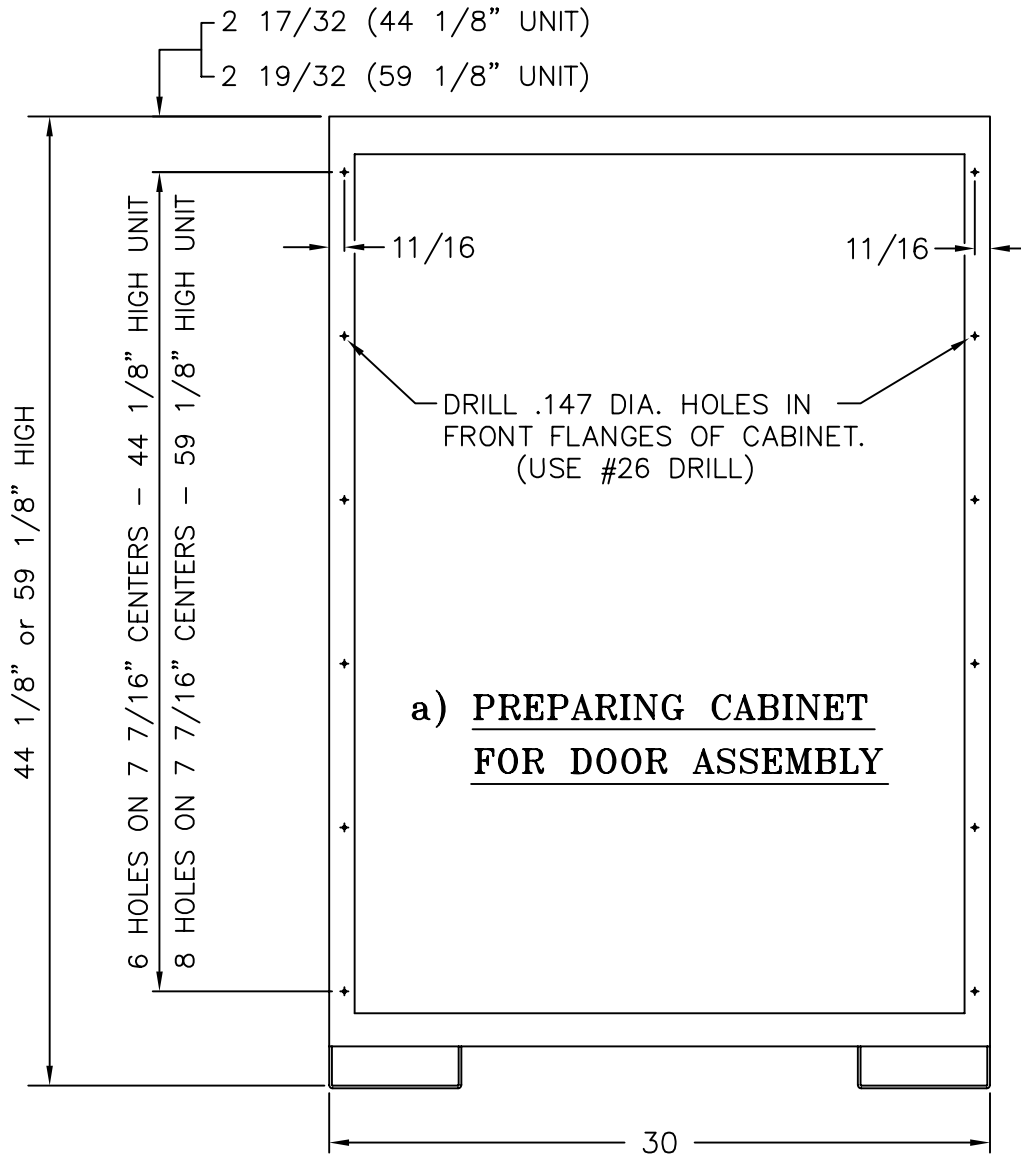 2 17/32 (44 1/8" UNIT)
2 19/32 (59 1/8" UNIT)
44 1/8" or 59 1/8" HIGH
6 HOLES ON 7 7/16" CENTERS – 44 1/8" HIGH UNIT
8 HOLES ON 7 7/16" CENTERS – 59 1/8" HIGH UNIT
11/16
11/16
DRILL .147 DIA. HOLES IN
FRONT FLANGES OF CABINET.
(USE #26 DRILL)
a) PREPARING CABINET
FOR DOOR ASSEMBLY
30